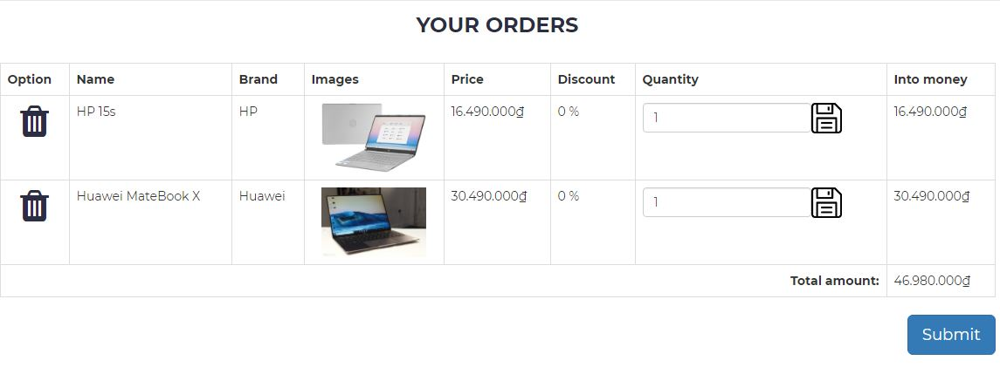 YOUR ORDERS
Option Name Brand Images Price Discount Quantity Into money
HP 15s HP 16.490.000₫ 0 % 1 16.490.000₫
Huawei MateBook X Huawei 30.490.000₫ 0 % 1 30.490.000₫
Total amount: 46.980.000₫
Submit